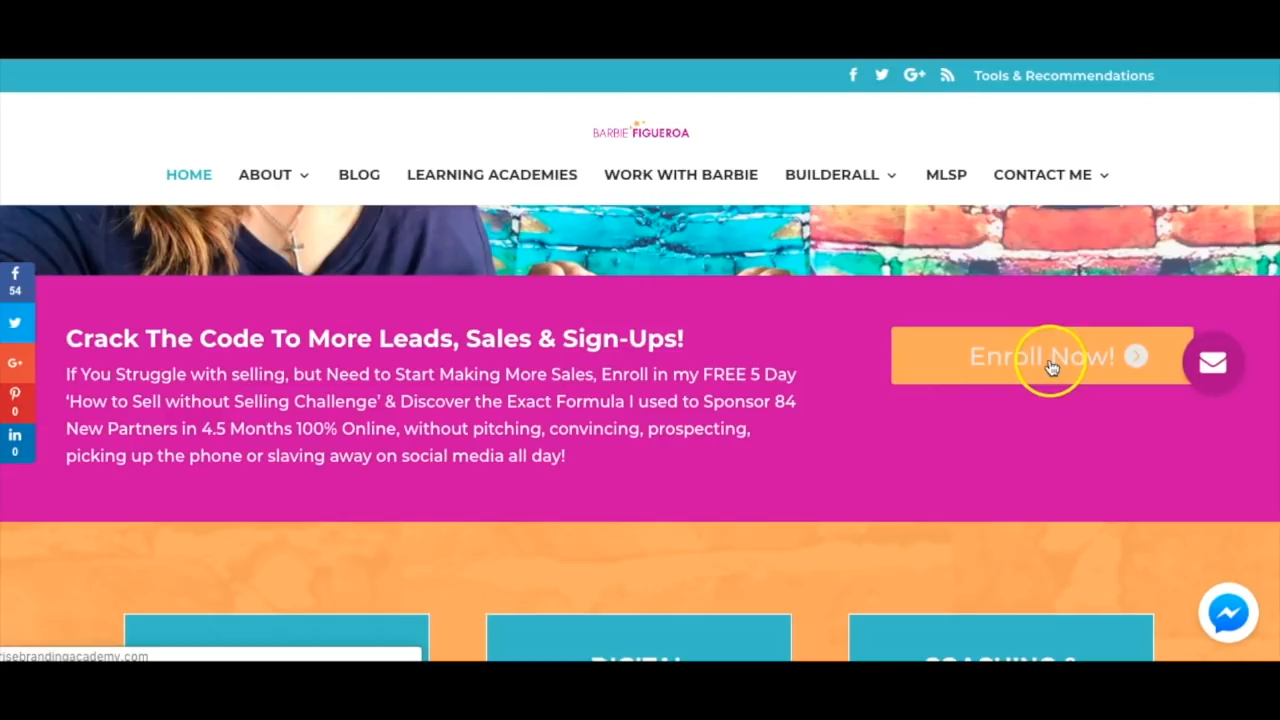 Tools & Recommendations
BARBIE FIGUEROA
HOME ABOUT BLOG LEARNING ACADEMIES WORK WITH BARBIE BUILDERALL MLSP CONTACT ME
54
0
0
Crack The Code To More Leads, Sales & Sign-Ups!
If You Struggle with selling, but Need to Start Making More Sales, Enroll in my FREE 5 Day
‘How to Sell without Selling Challenge’ & Discover the Exact Formula I used to Sponsor 84
New Partners in 4.5 Months 100% Online, without pitching, convincing, prospecting,
picking up the phone or slaving away on social media all day!
Enroll Now!
risebrandingacademy.com
DIGITAL
COACHING &